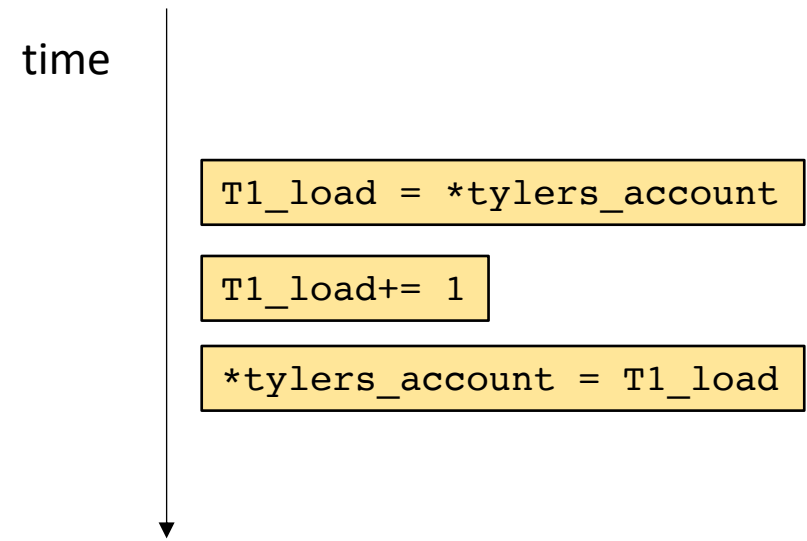 time
T1_load = *tylers_account
T1_load+= 1
*tylers_account = T1_load